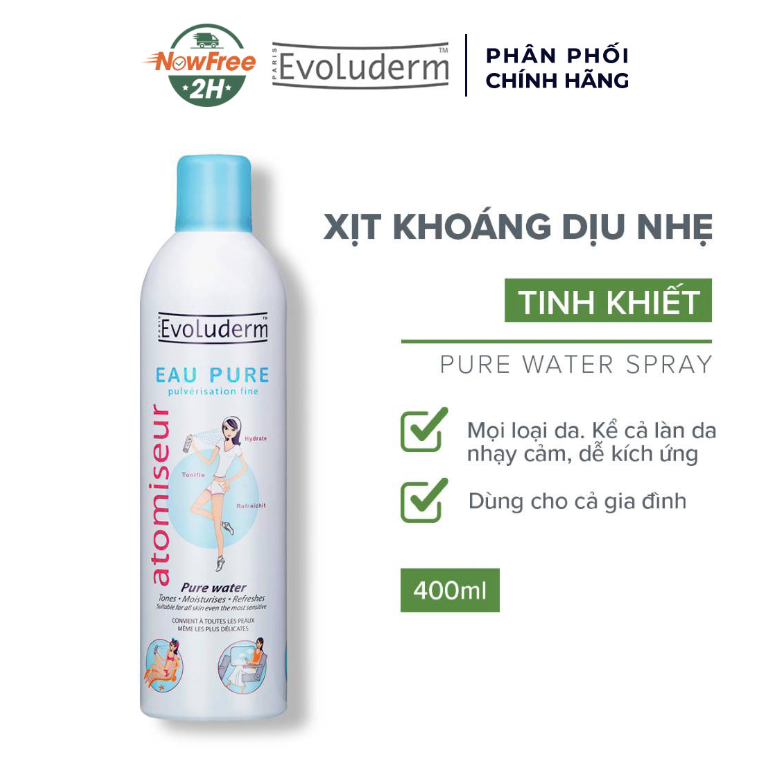 NowFree
2H
PARIS
EvoLuderm™
PHÂN PHỐI
CHÍNH HÃNG
XỊT KHOÁNG DỊU NHẸ
TINH KHIẾT
PURE WATER SPRAY
Mọi loại da. Kể cả làn da
nhạy cảm, dễ kích ứng
Dùng cho cả gia đình
400ml
PARIS
EvoLuderm™
EAU PURE
pulvérisation fine
atomiseur
Hydrate
Tonifie
Rafraîchit
Pure water
Tones • Moisturises • Refreshes
Suitable for all skin even the most sensitive
CONVIENT À TOUTES LES PEAUX
MÊME LES PLUS DÉLICATES